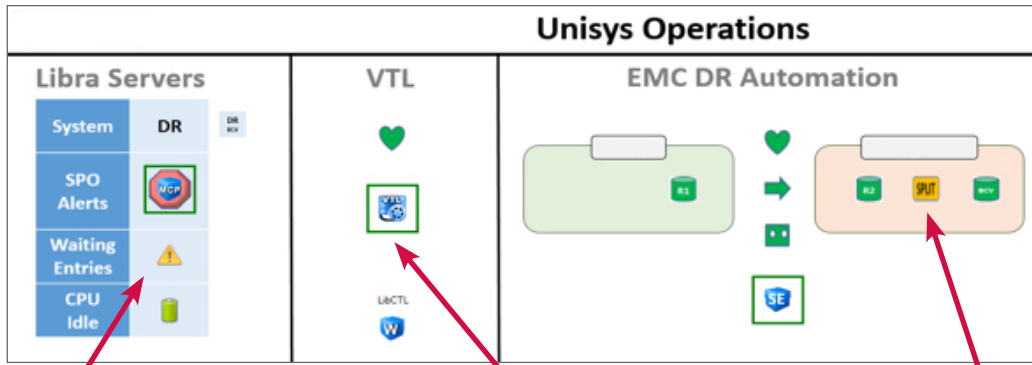 Unisys Operations
Libra Servers
VTL
EMC DR Automation
System
DR
DR
BCV
SPO
Alerts
MCP
VTL
R1
R2
SPLIT
BCV
Waiting
Entries
CPU
Idle
LibCTL
W
SE